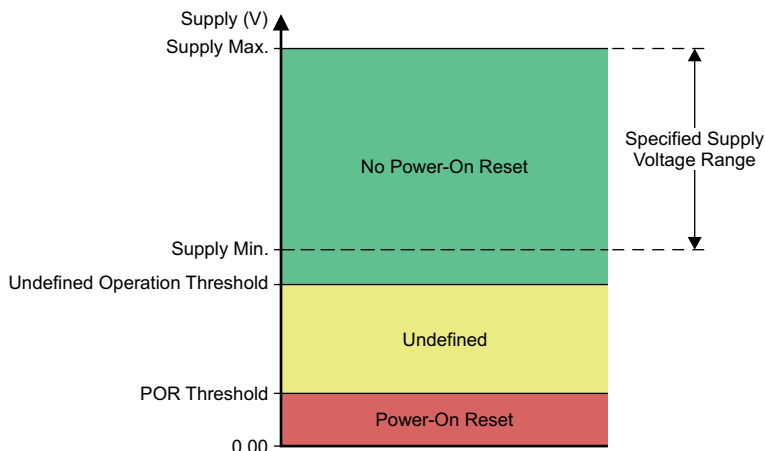 Supply (V)
Supply Max.
No Power-On Reset
Specified Supply
Voltage Range
Supply Min.
Undefined Operation Threshold
Undefined
POR Threshold
Power-On Reset
0.00